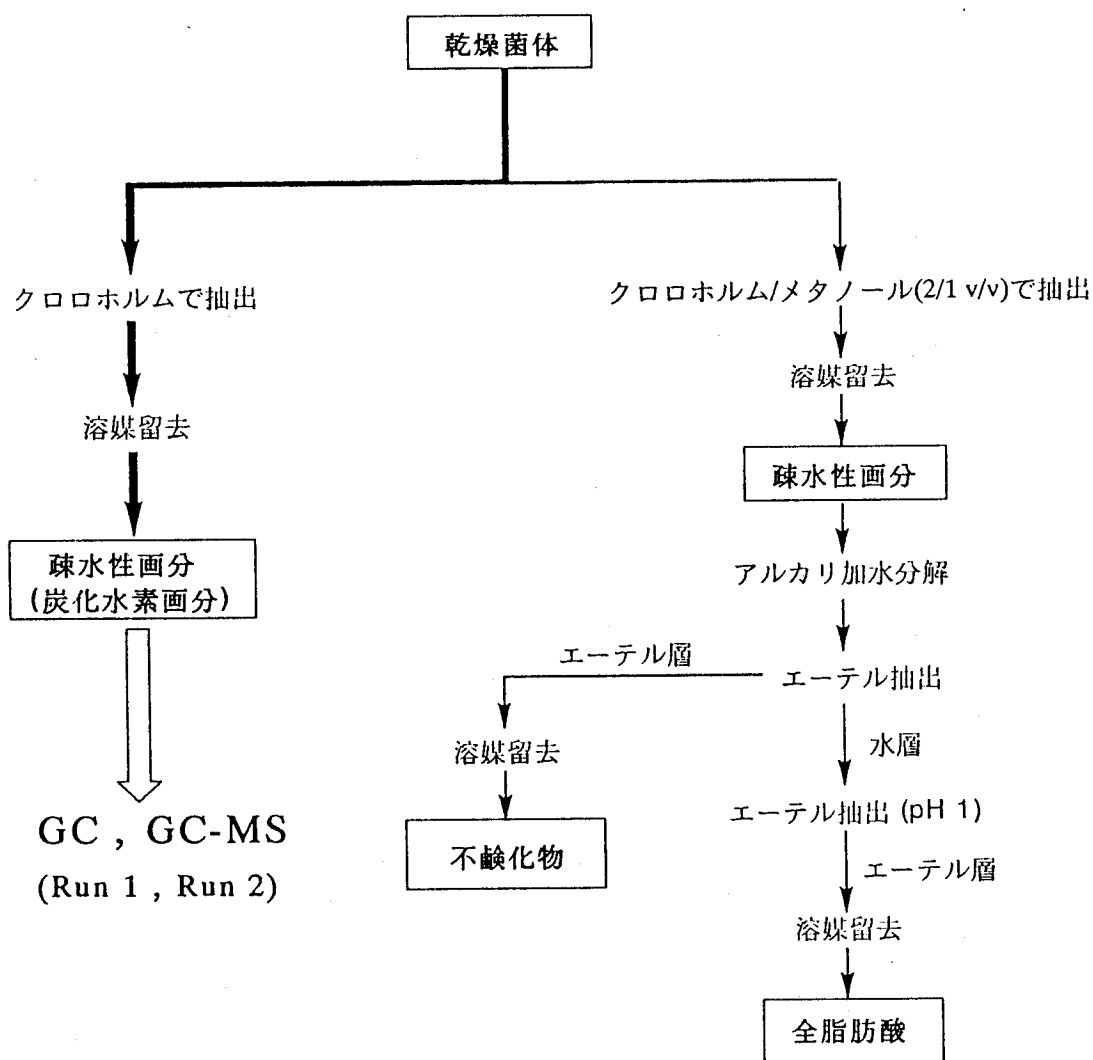 乾燥菌体
クロロホルムで抽出
溶媒留去
疎水性画分
(炭化水素画分)
GC , GC-MS
(Run 1 , Run 2)
クロロホルム/メタノール(2/1 v/v)で抽出
溶媒留去
疎水性画分
アルカリ加水分解
エーテル抽出
エーテル層
溶媒留去
不鹸化物
水層
エーテル抽出 (pH 1)
エーテル層
溶媒留去
全脂肪酸